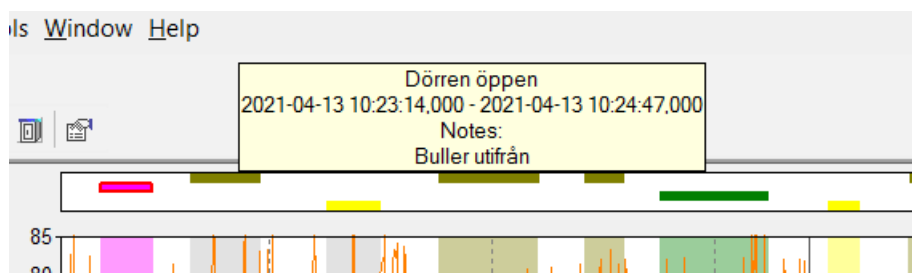 ls Window Help
Dörren öppen
2021-04-13 10:23:14,000 - 2021-04-13 10:24:47,000
Notes:
Buller utifrån
85
80